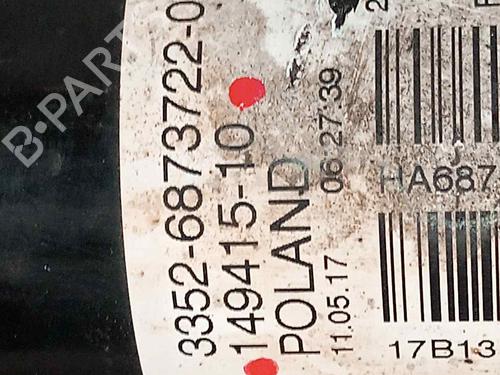 3352-6873722-0
149415-10
POLAND
11.05.17 06:27:39
HA687
17B13
B-PARTS